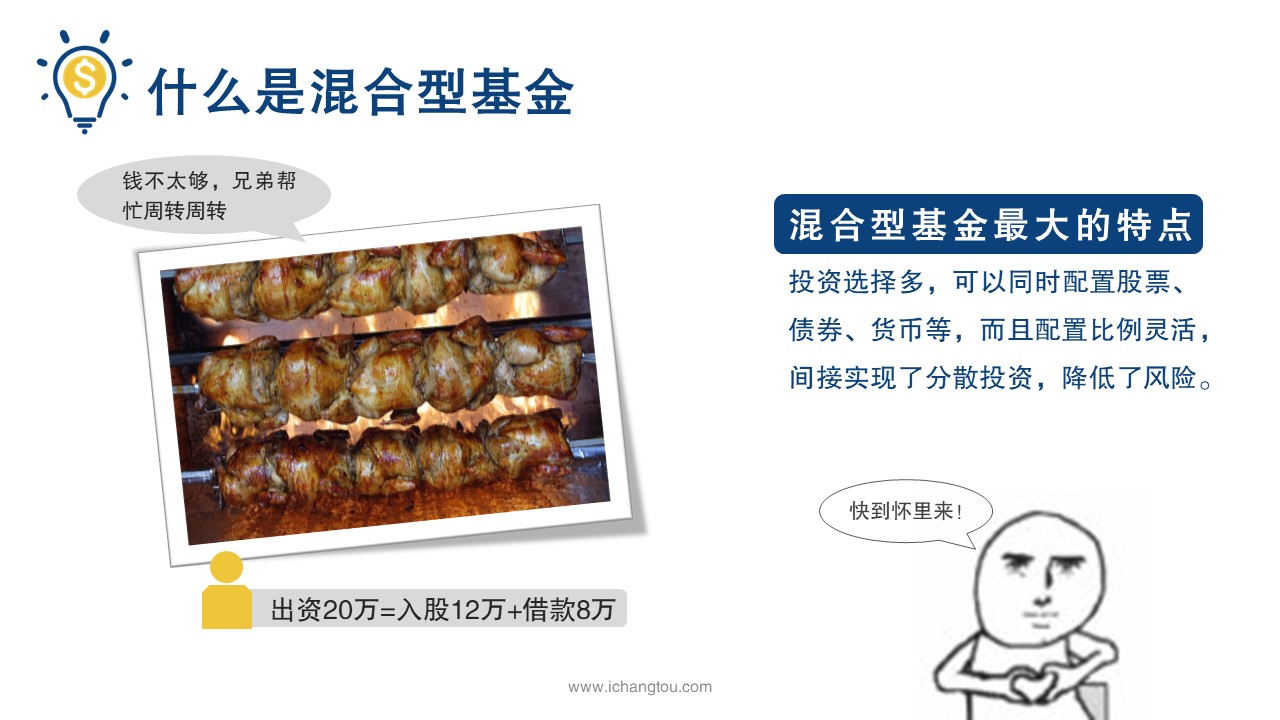 什么是混合型基金
钱不太够，兄弟帮
忙周转周转
出资20万=入股12万+借款8万
混合型基金最大的特点
投资选择多，可以同时配置股票、
债券、货币等，而且配置比例灵活，
间接实现了分散投资，降低了风险。
快到怀里来！
www.ichangtou.com